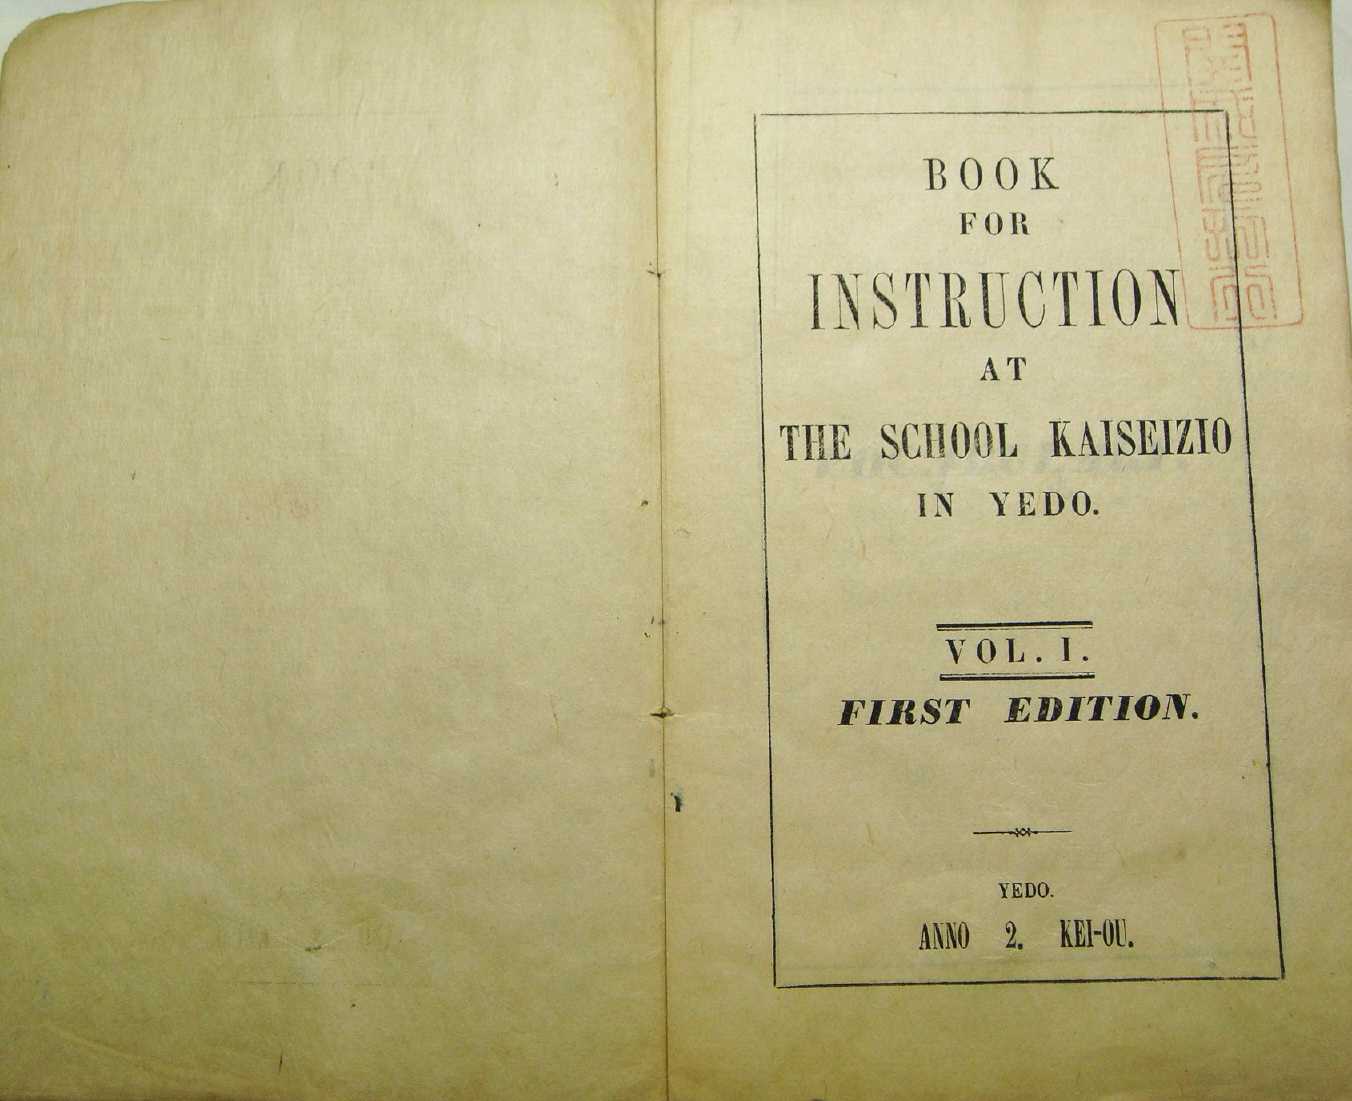 BOOK
FOR
INSTRUCTION
AT
THE SCHOOL KAISEIZIO
IN YEDO.
VOL. I.
FIRST EDITION.
YEDO.
ANNO 2. KEI-OU.